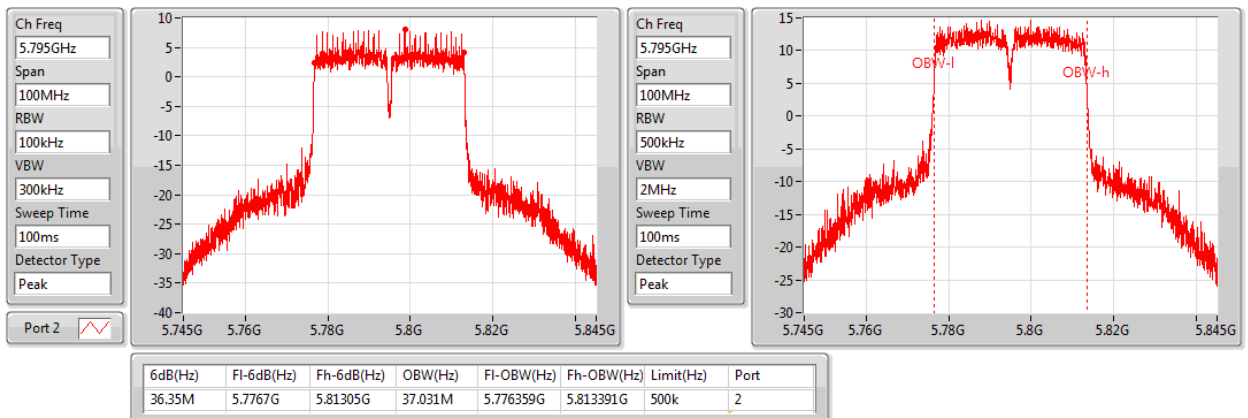 Ch Freq
5.795GHz
Span
100MHz
RBW
100kHz
VBW
300kHz
Sweep Time
100ms
Detector Type
Peak
Port 2
10
5
0
-5
-10
-15
-20
-25
-30
-35
-40
5.745G 5.76G 5.78G 5.8G 5.82G 5.845G
Ch Freq
5.795GHz
Span
100MHz
RBW
500kHz
VBW
2MHz
Sweep Time
100ms
Detector Type
Peak
15
10
5
0
-5
-10
-15
-20
-25
-30
OBW-l
OBW-h
5.745G 5.76G 5.78G 5.8G 5.82G 5.845G
6dB(Hz) Fl-6dB(Hz) Fh-6dB(Hz) OBW(Hz) Fl-OBW(Hz) Fh-OBW(Hz) Limit(Hz) Port
36.35M 5.7767G 5.81305G 37.031M 5.776359G 5.813391G 500k 2